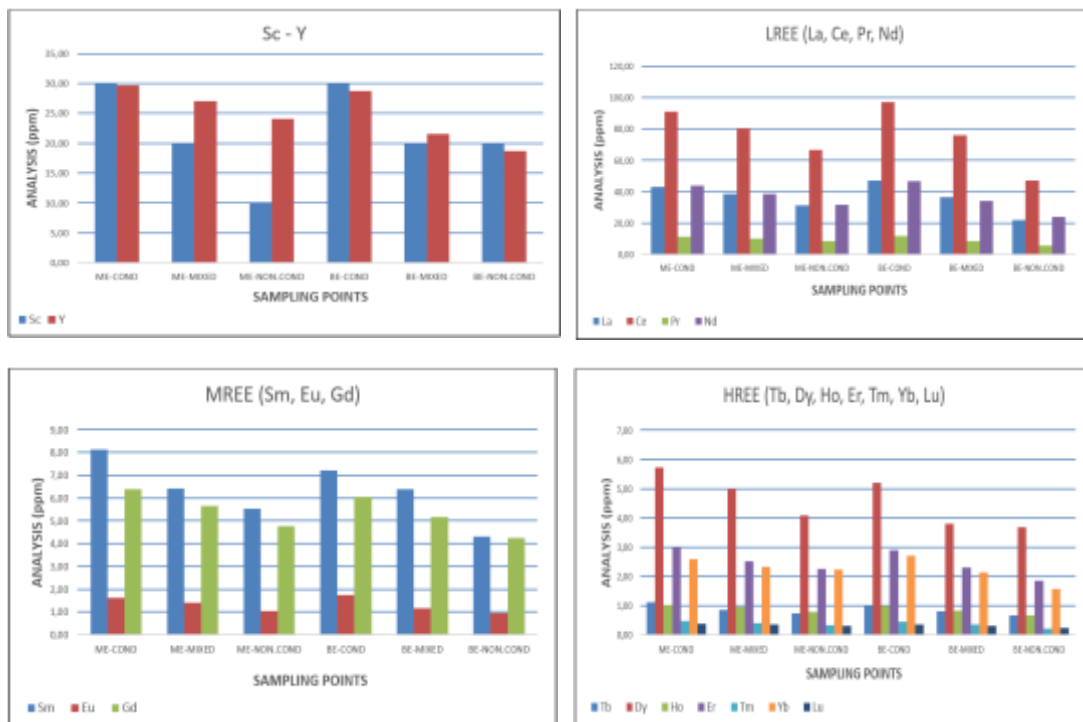 Sc - Y
35,00
30,00
25,00
20,00
15,00
10,00
5,00
0,00
ANALYSIS (ppm)
ME-COND ME-MIXED ME-NON.COND BE-COND BE-MIXED BE-NON.COND
SAMPLING POINTS
Sc Y
LREE (La, Ce, Pr, Nd)
120,00
100,00
80,00
60,00
40,00
20,00
0,00
ANALYSIS (ppm)
ME-COND ME-MIXED ME-NON.COND BE-COND BE-MIXED BE-NON.COND
SAMPLING POINTS
La Ce Pr Nd
MREE (Sm, Eu, Gd)
9,00
8,00
7,00
6,00
5,00
4,00
3,00
2,00
1,00
0,00
ANALYSIS (ppm)
ME-COND ME-MIXED ME-NON.COND BE-COND BE-MIXED BE-NON.COND
SAMPLING POINTS
Sm Eu Gd
HREE (Tb, Dy, Ho, Er, Tm, Yb, Lu)
7,00
6,00
5,00
4,00
3,00
2,00
1,00
0,00
ANALYSIS (ppm)
ME-COND ME-MIXED ME-NON.COND BE-COND BE-MIXED BE-NON.COND
SAMPLING POINTS
Tb Dy Ho Er Tm Yb Lu